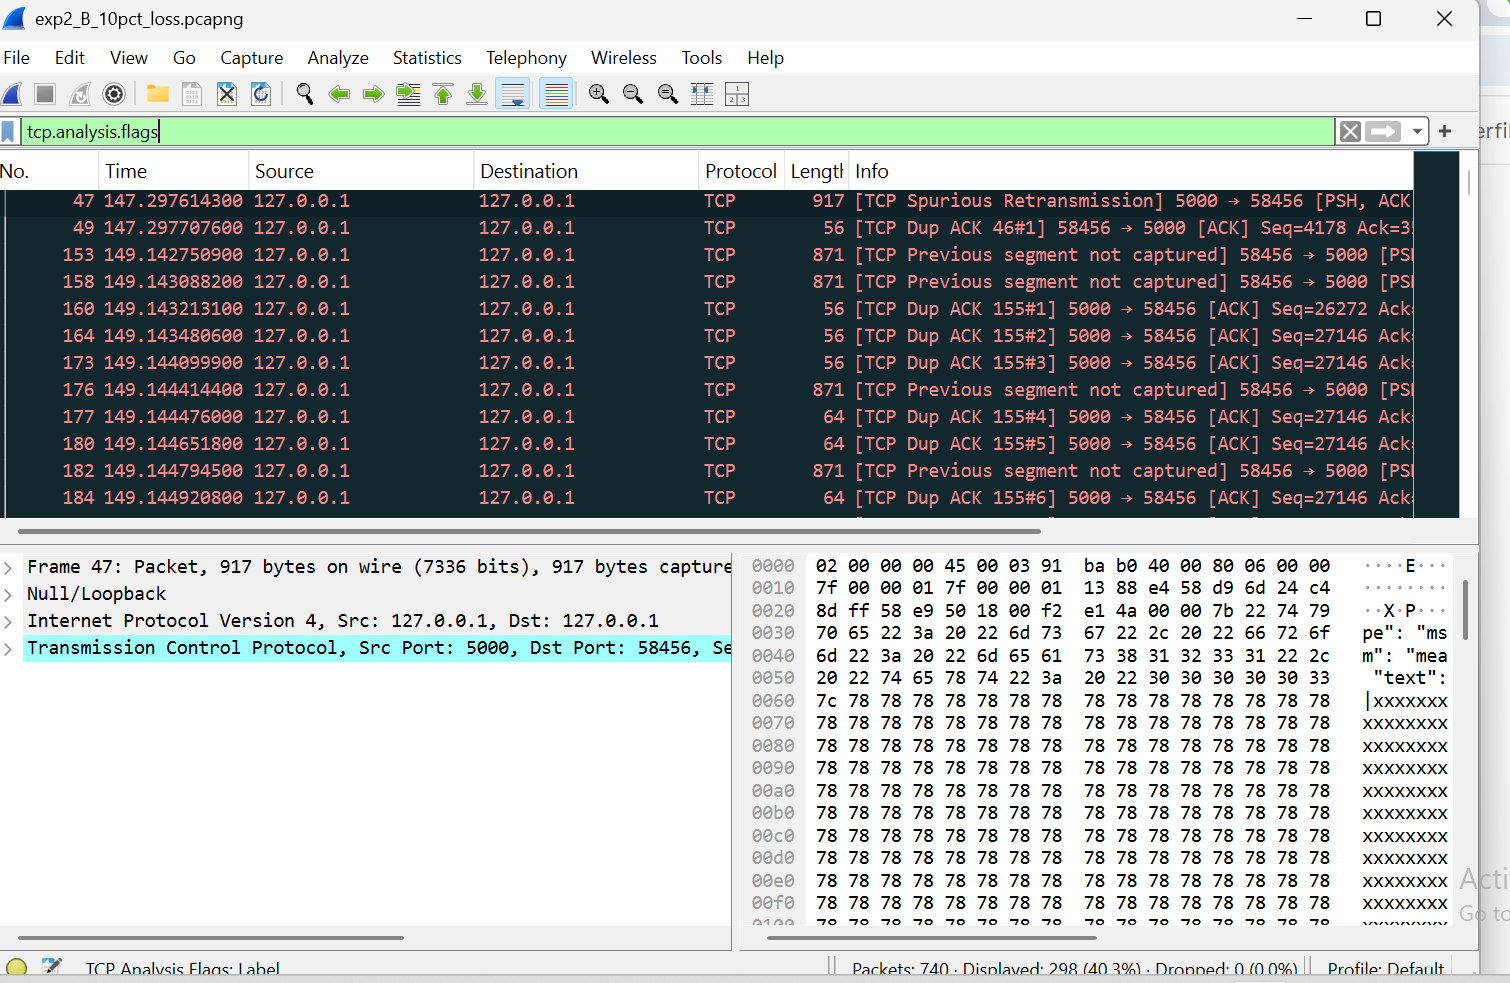 exp2_B_10pct_loss.pcapng
File Edit View Go Capture Analyze Statistics Telephony Wireless Tools Help
tcp.analysis.flags
No. Time Source Destination Protocol Lengtl Info
47 147.297614300 127.0.0.1 127.0.0.1 TCP 917 [TCP Spurious Retransmission] 5000 → 58456 [PSH, ACK
49 147.297707600 127.0.0.1 127.0.0.1 TCP 56 [TCP Dup ACK 46#1] 58456 → 5000 [ACK] Seq=4178 Ack=3
153 149.142750900 127.0.0.1 127.0.0.1 TCP 871 [TCP Previous segment not captured] 58456 → 5000 [PS
158 149.143088200 127.0.0.1 127.0.0.1 TCP 871 [TCP Previous segment not captured] 58456 → 5000 [PS
160 149.143213100 127.0.0.1 127.0.0.1 TCP 56 [TCP Dup ACK 155#1] 5000 → 58456 [ACK] Seq=26272 Ack
164 149.143480600 127.0.0.1 127.0.0.1 TCP 56 [TCP Dup ACK 155#2] 5000 → 58456 [ACK] Seq=27146 Ack
173 149.144099900 127.0.0.1 127.0.0.1 TCP 56 [TCP Dup ACK 155#3] 5000 → 58456 [ACK] Seq=27146 Ack
176 149.144414400 127.0.0.1 127.0.0.1 TCP 871 [TCP Previous segment not captured] 58456 → 5000 [PS
177 149.144476000 127.0.0.1 127.0.0.1 TCP 64 [TCP Dup ACK 155#4] 5000 → 58456 [ACK] Seq=27146 Ack
180 149.144651800 127.0.0.1 127.0.0.1 TCP 64 [TCP Dup ACK 155#5] 5000 → 58456 [ACK] Seq=27146 Ack
182 149.144794500 127.0.0.1 127.0.0.1 TCP 871 [TCP Previous segment not captured] 58456 → 5000 [PS
184 149.144920800 127.0.0.1 127.0.0.1 TCP 64 [TCP Dup ACK 155#6] 5000 → 58456 [ACK] Seq=27146 Ack
Frame 47: Packet, 917 bytes on wire (7336 bits), 917 bytes capture
Null/Loopback
Internet Protocol Version 4, Src: 127.0.0.1, Dst: 127.0.0.1
Transmission Control Protocol, Src Port: 5000, Dst Port: 58456, Se
0000 02 00 00 00 45 00 03 91 ba b0 40 00 80 06 00 00 ····E···
0010 7f 00 00 01 7f 00 00 01 13 88 e4 58 d9 6d 24 c4
0020 8d ff 58 e9 50 18 00 f2 e1 4a 00 00 7b 22 74 79 ··X·P···
0030 70 65 22 3a 20 22 6d 73 67 22 2c 20 22 66 72 6f pe": "ms
0040 6d 22 3a 20 22 6d 65 61 73 38 31 32 33 31 22 2c m": "mea
0050 20 22 74 65 78 74 22 3a 20 22 30 30 30 30 30 33 "text":
0060 7c 78 78 78 78 78 78 78 78 78 78 78 78 78 78 78 |xxxxxxx
0070 78 78 78 78 78 78 78 78 78 78 78 78 78 78 78 78 xxxxxxxx
0080 78 78 78 78 78 78 78 78 78 78 78 78 78 78 78 78 xxxxxxxx
0090 78 78 78 78 78 78 78 78 78 78 78 78 78 78 78 78 xxxxxxxx
00a0 78 78 78 78 78 78 78 78 78 78 78 78 78 78 78 78 xxxxxxxx
00b0 78 78 78 78 78 78 78 78 78 78 78 78 78 78 78 78 xxxxxxxx
00c0 78 78 78 78 78 78 78 78 78 78 78 78 78 78 78 78 xxxxxxxx
00d0 78 78 78 78 78 78 78 78 78 78 78 78 78 78 78 78 xxxxxxxx
00e0 78 78 78 78 78 78 78 78 78 78 78 78 78 78 78 78 xxxxxxxx
00f0 78 78 78 78 78 78 78 78 78 78 78 78 78 78 78 78 xxxxxxxx
0100 78 78 78 78 78 78 78 78 78 78 78 78 78 78 78 78 xxxxxxxx
TCP Analysis Flags: Label
Packets: 740 · Displayed: 298 (40.3%) · Dropped: 0 (0.0%)
Profile: Default
erfi
Acti
Go to